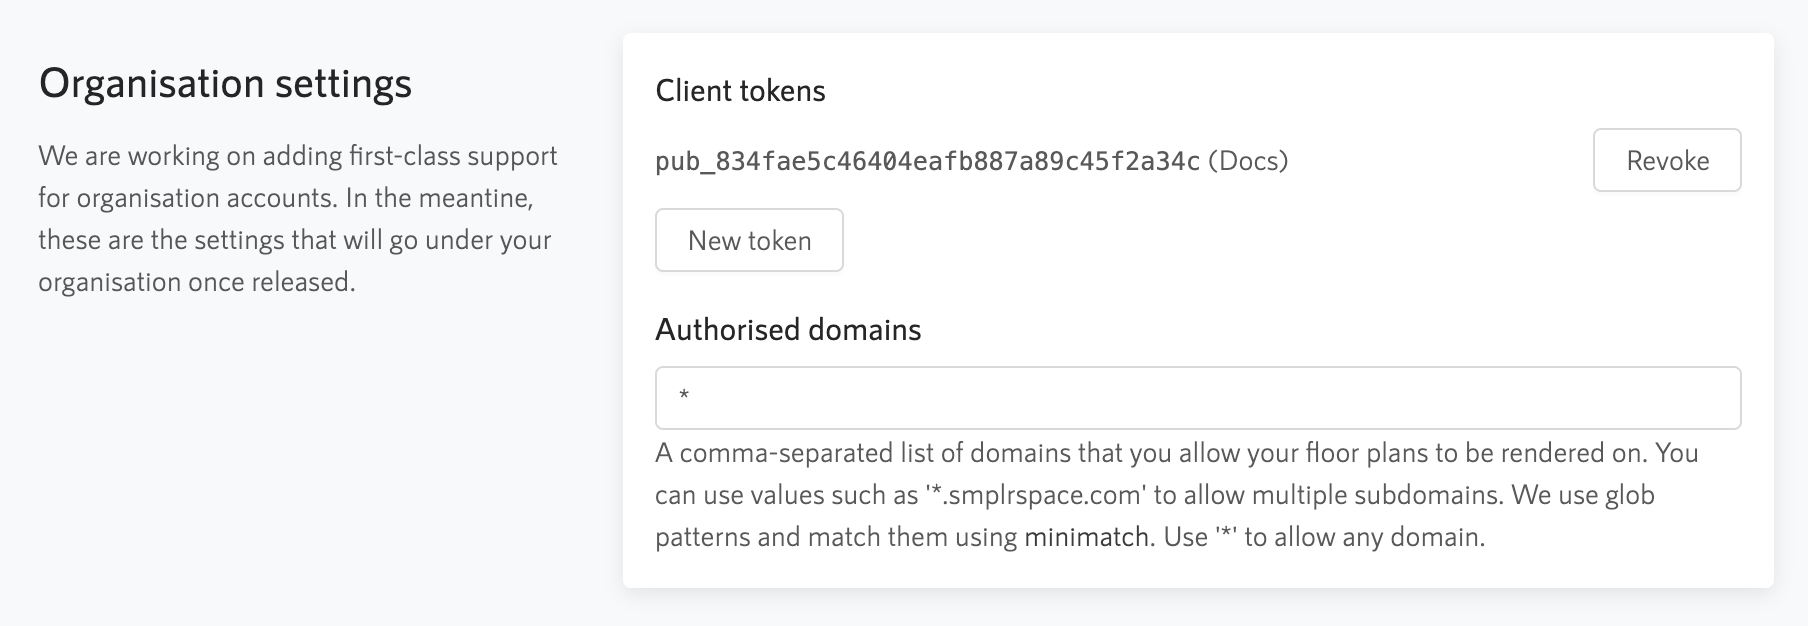 Organisation settings
We are working on adding first-class support
for organisation accounts. In the meantine,
these are the settings that will go under your
organisation once released.
Client tokens
pub_834fae5c46404eafb887a89c45f2a34c (Docs)
Revoke
New token
Authorised domains
*
A comma-separated list of domains that you allow your floor plans to be rendered on. You
can use values such as '*.smplrspace.com' to allow multiple subdomains. We use glob
patterns and match them using minimatch. Use '*' to allow any domain.